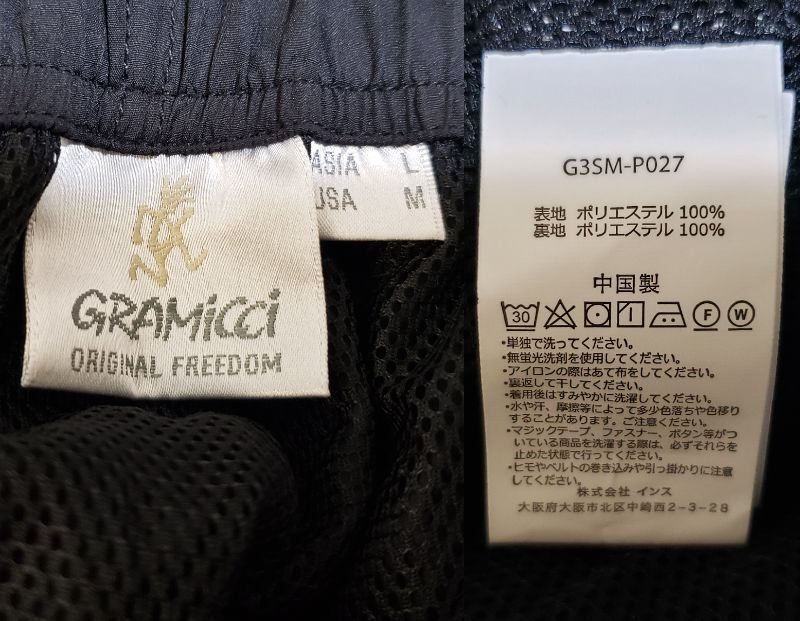 GRAMiCCi
ORIGINAL FREEDOM
ASIA L
USA M
G3SM-P027
表地 ポリエステル 100%
裏地 ポリエステル 100%
中国製
30
F
W
・単独で洗ってください。
・無蛍光洗剤を使用してください。
・アイロンの際はあて布をしてください。
・裏返して干してください。
・着用後はすみやかに洗濯してください。
・水や汗、摩擦等によって多少色落ちや色移り
することがあります。ご注意ください。
・マジックテープ、ファスナー、ボタン等がつ
いている商品を洗濯する際は、必ずそれらを
止めた状態で行ってください。
・ヒモやベルトの巻き込みや引っ掛かりに注意
してください。
株式会社 インス
大阪府大阪市北区中崎西2-3-28